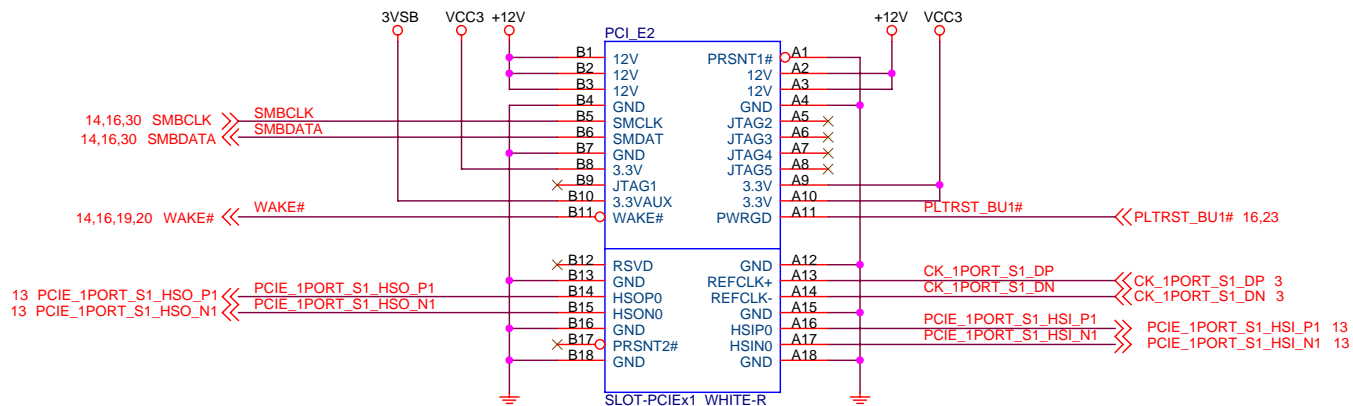 3VSB VCC3 +12V +12V VCC3
PCI_E2
B1 12V PRSNT1# A1
B2 12V 12V A2
B3 12V 12V A3
B4 GND GND A4
14,16,30 SMBCLK SMBCLK B5 SMCLK JTAG2 A5
14,16,30 SMBDATA SMBDATA B6 SMDAT JTAG3 A6
B7 GND JTAG4 A7
B8 3.3V JTAG5 A8
B9 JTAG1 3.3V A9
B10 3.3VAUX 3.3V A10
14,16,19,20 WAKE# WAKE# B11 WAKE# PWRGD A11 PLTRST_BU1# PLTRST_BU1# 16,23
B12 RSVD GND A12
B13 GND REFCLK+ A13 CK_1PORT_S1_DP CK_1PORT_S1_DP 3
13 PCIE_1PORT_S1_HSO_P1 PCIE_1PORT_S1_HSO_P1 B14 HSOP0 REFCLK- A14 CK_1PORT_S1_DN CK_1PORT_S1_DN 3
13 PCIE_1PORT_S1_HSO_N1 PCIE_1PORT_S1_HSO_N1 B15 HSON0 GND A15
B16 GND HSIP0 A16 PCIE_1PORT_S1_HSI_P1 PCIE_1PORT_S1_HSI_P1 13
B17 PRSNT2# HSIN0 A17 PCIE_1PORT_S1_HSI_N1 PCIE_1PORT_S1_HSI_N1 13
B18 GND GND A18
SLOT-PCIEx1_WHITE-R